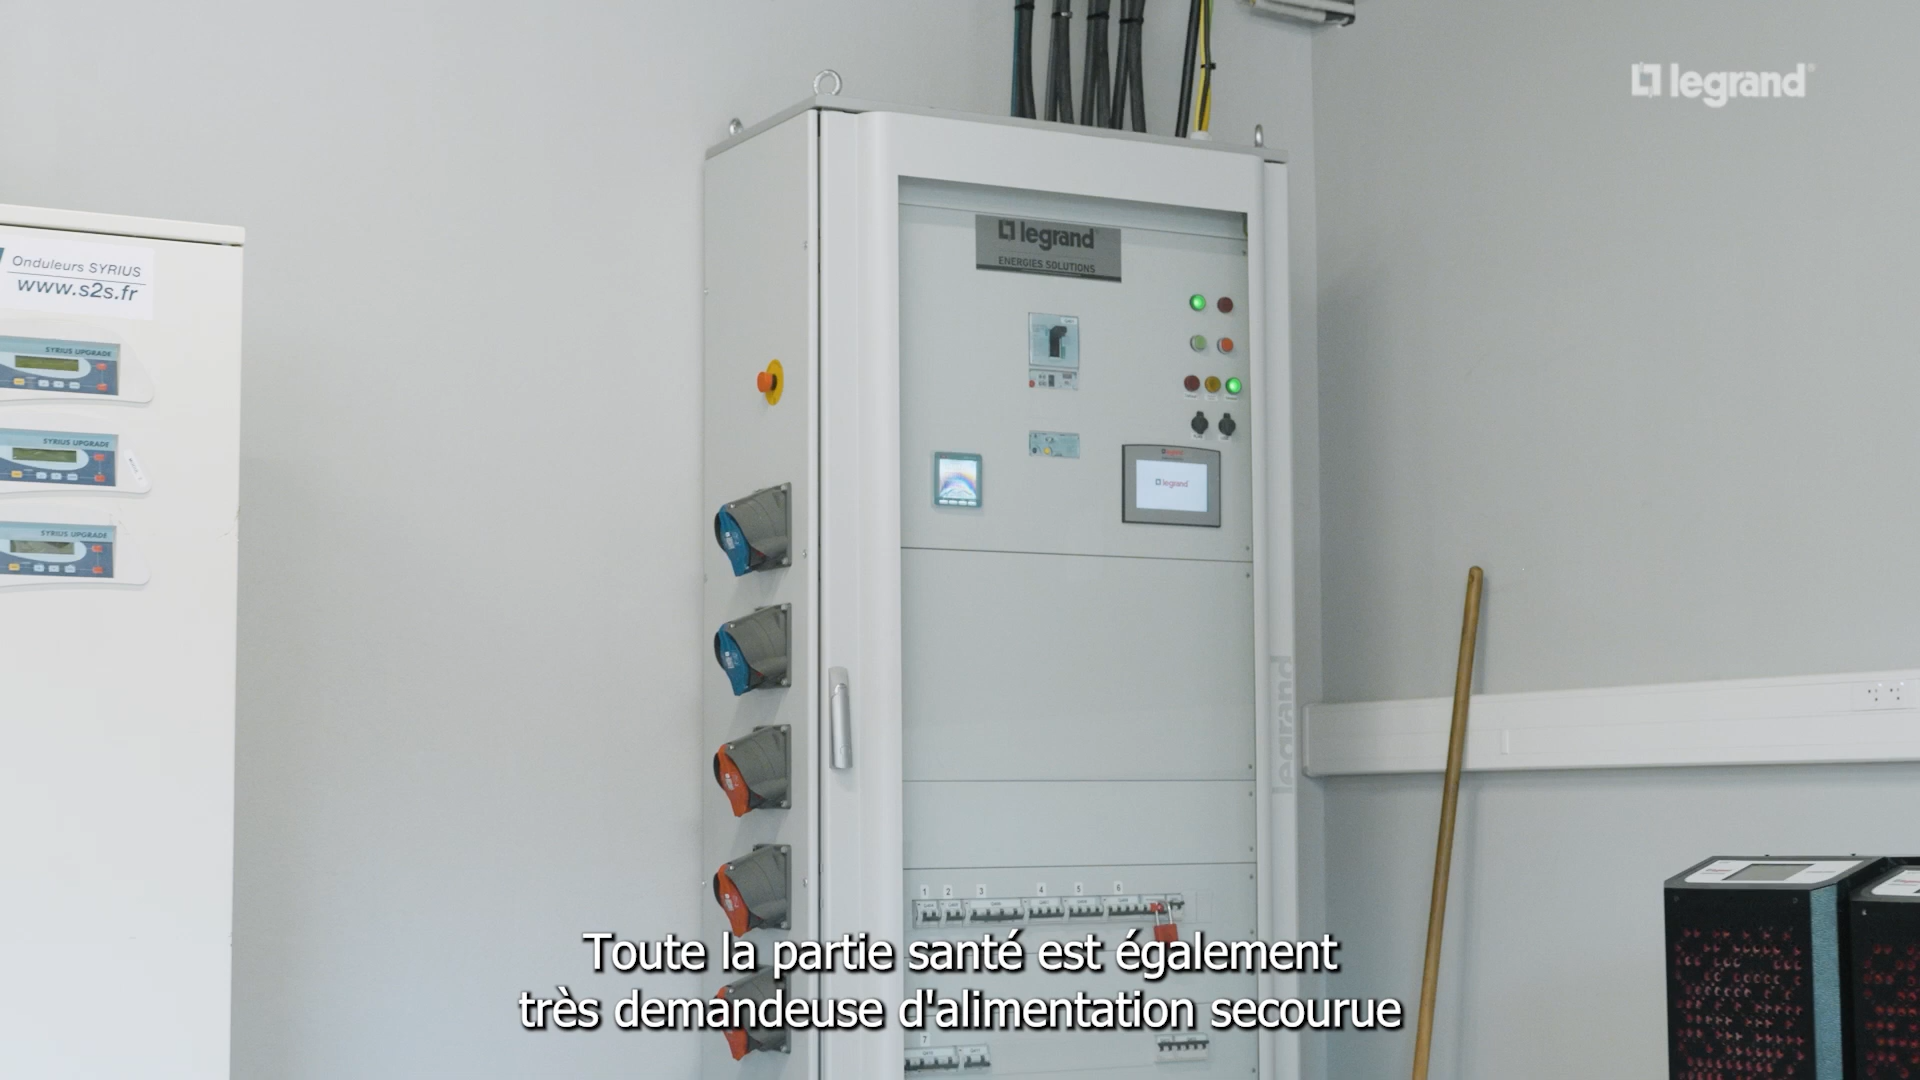 legrand
legrand
ENERGIES SOLUTIONS
Onduleurs SYRIUS
www.s2s.fr
SYRIUS UPGRADE
SYRIUS UPGRADE
SYRIUS UPGRADE
legrand
legrand
1 2 3 4 5 6
7
Toute la partie santé est également
très demandeuse d'alimentation secourue